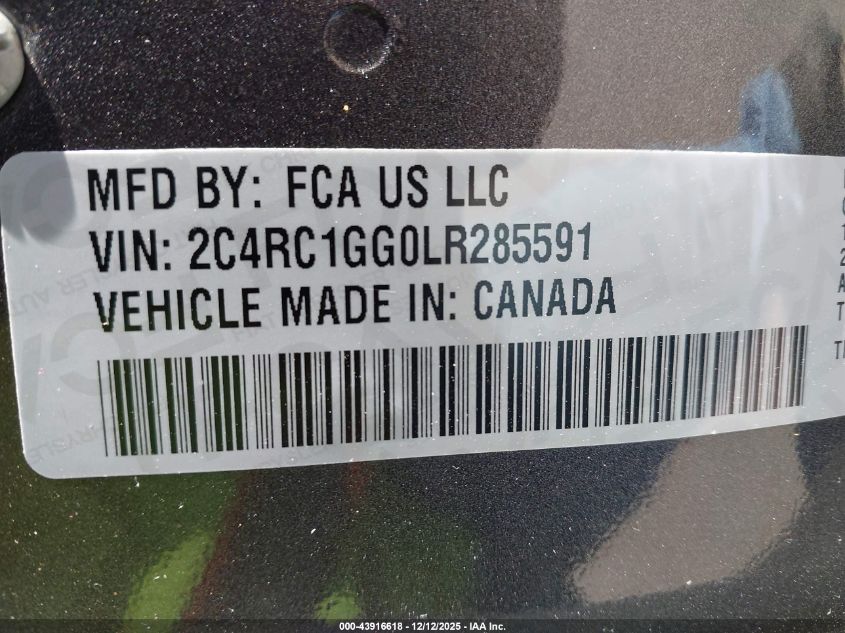 MFD BY: FCA US LLC
VIN: 2C4RC1GG0LR285591
VEHICLE MADE IN: CANADA
000-43916618 - 12/12/2025 - IAA Inc.